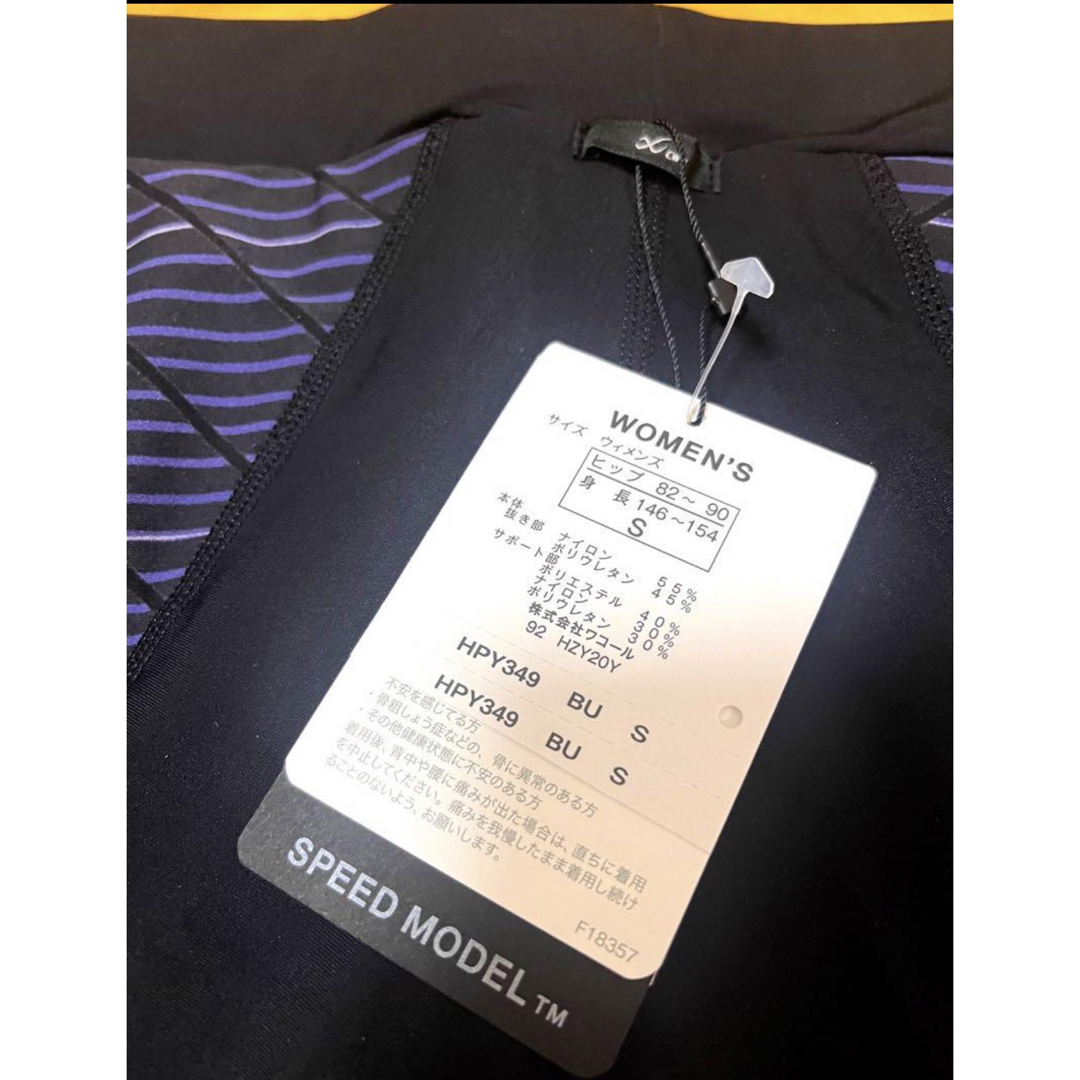 WOMEN'S
サイズ ウィメンズ
ヒップ 82～ 90
身 長 146～154
S
本体
抜き部 ナイロン 55%
ポリウレタン 45%
サポート部
ポリエステル 40%
ナイロン 30%
ポリウレタン 30%
株式会社ワコール
92 HZY20Y
HPY349 BU S
HPY349 BU S
不安を感じてる方
・骨粗しょう症などの、骨に異常のある方
・その他健康状態に不安のある方
着用後、背中や腰に痛みが出た場合は、直ちに着用
を中止してください。痛みを我慢したまま着用し続け
ることのないよう、お願いします。
F18357
SPEED MODEL TM